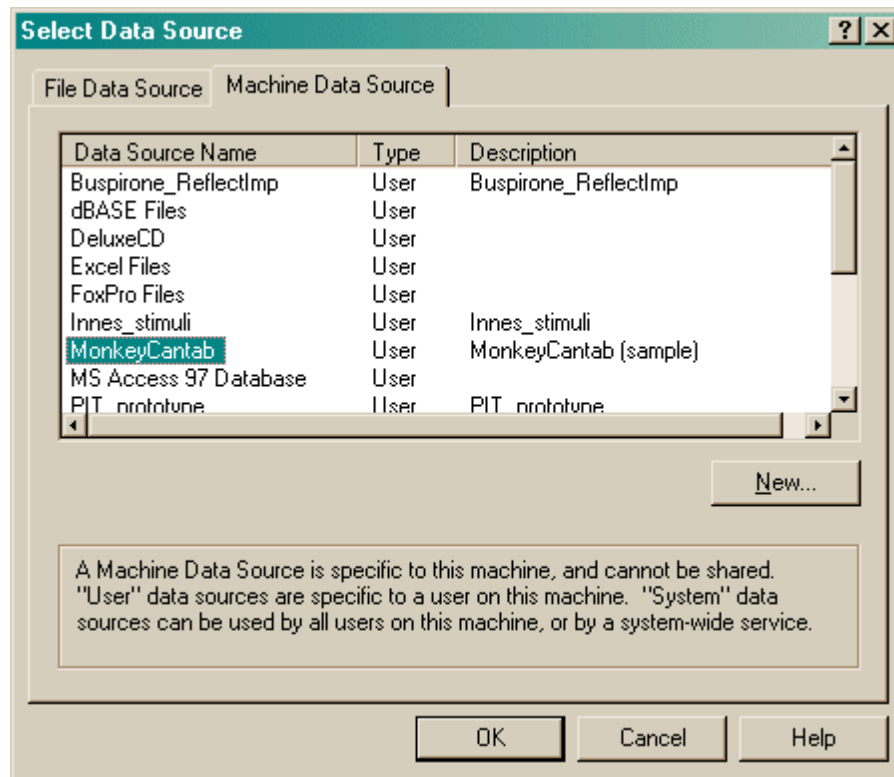 Select Data Source
File Data Source Machine Data Source
Data Source Name Type Description
Buspirone_ReflectImp User Buspirone_ReflectImp
dBASE Files User
DeluxeCD User
Excel Files User
FoxPro Files User
Innes_stimuli User Innes_stimuli
MonkeyCantab User MonkeyCantab (sample)
MS Access 97 Database User
PIT_prototype User PIT_prototype
New...
A Machine Data Source is specific to this machine, and cannot be shared.
"User" data sources are specific to a user on this machine. "System" data
sources can be used by all users on this machine, or by a system-wide service.
OK Cancel Help